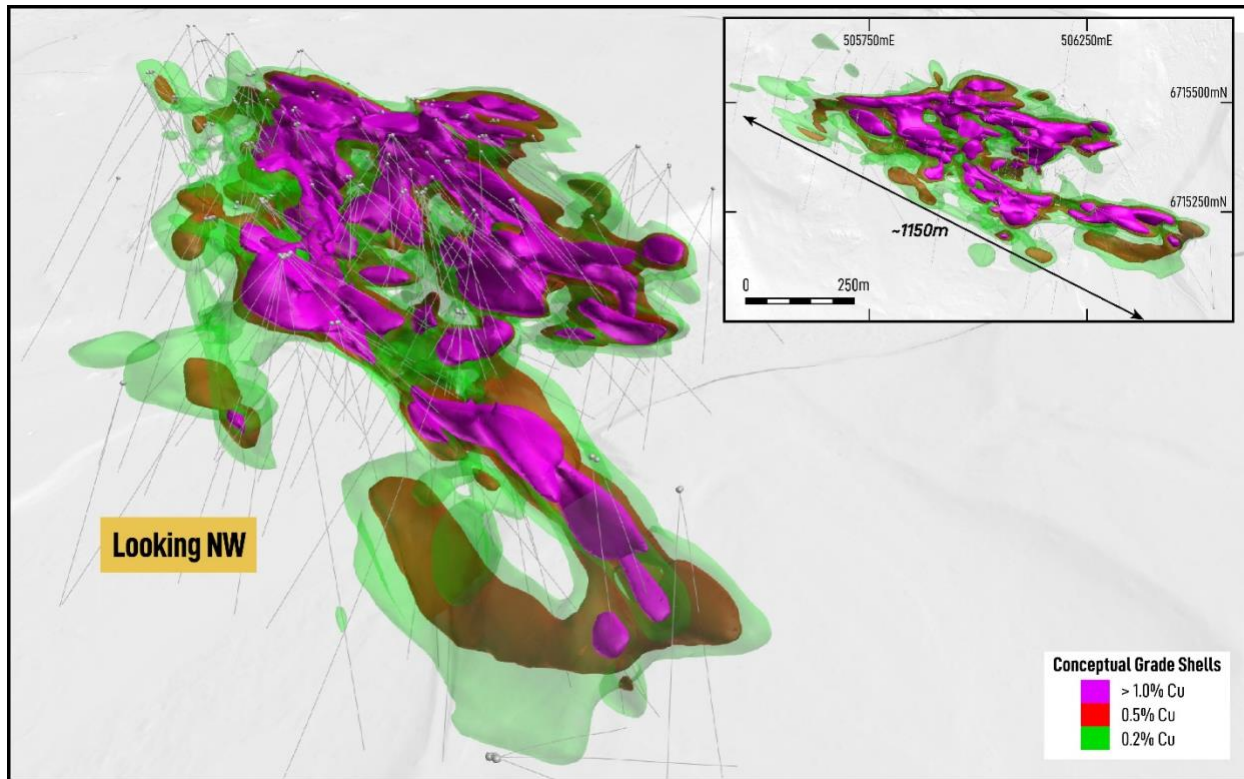 505750mE
506250mE
6715500mN
6715250mN
~1150m
0
250m
Looking NW
Conceptual Grade Shells
> 1.0% Cu
0.5% Cu
0.2% Cu